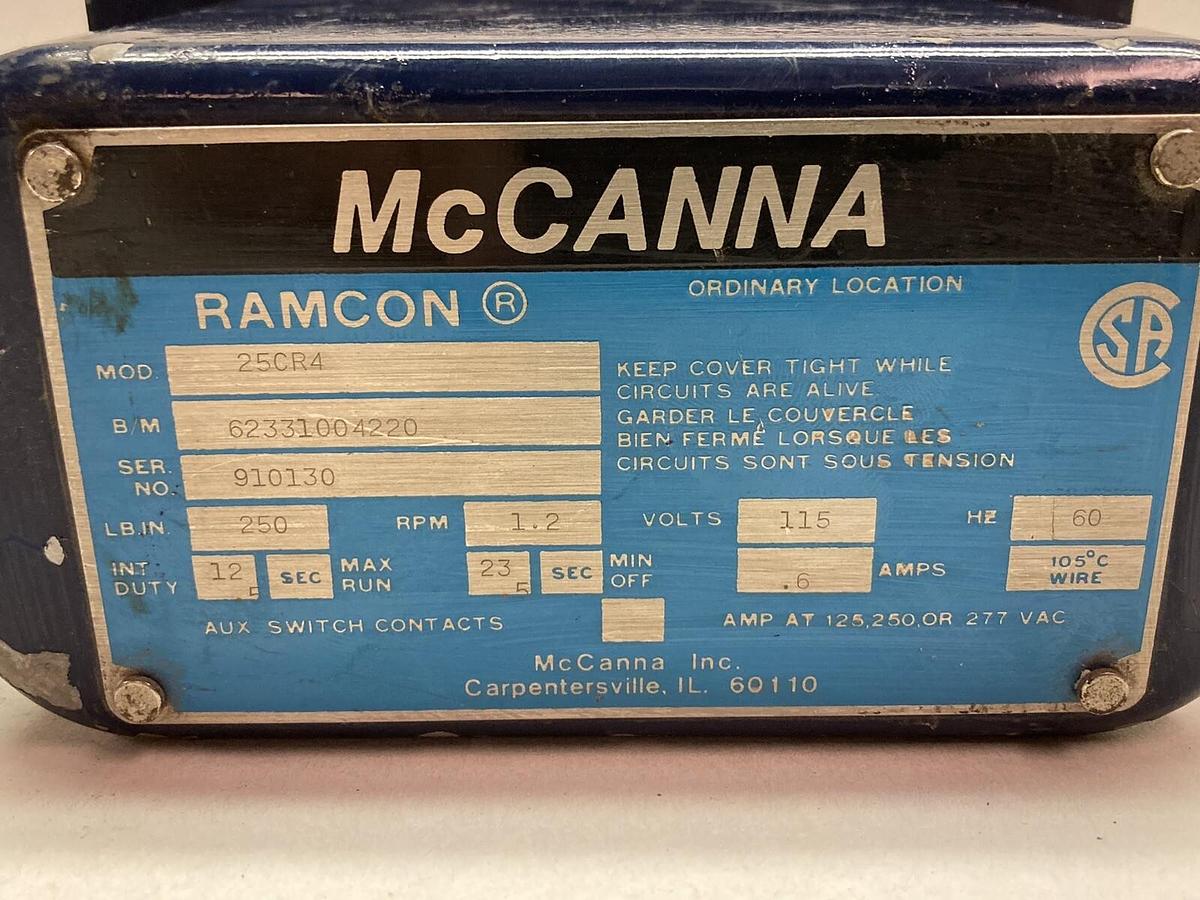 McCANNA
RAMCON ®
ORDINARY LOCATION
CSA
MOD. 25CR4
KEEP COVER TIGHT WHILE
CIRCUITS ARE ALIVE
GARDER LE COUVERCLE
BIEN FERMÉ LORSQUE LES
CIRCUITS SONT SOUS TENSION
B/M 62331004220
SER. NO. 910130
LB.IN. 250 RPM 1.2 VOLTS 115 HZ 60
INT. DUTY 12.5 SEC MAX RUN 23.5 SEC MIN OFF .6 AMPS 105°C WIRE
AUX SWITCH CONTACTS AMP AT 125,250,OR 277 VAC
McCanna Inc.
Carpentersville, IL. 60110